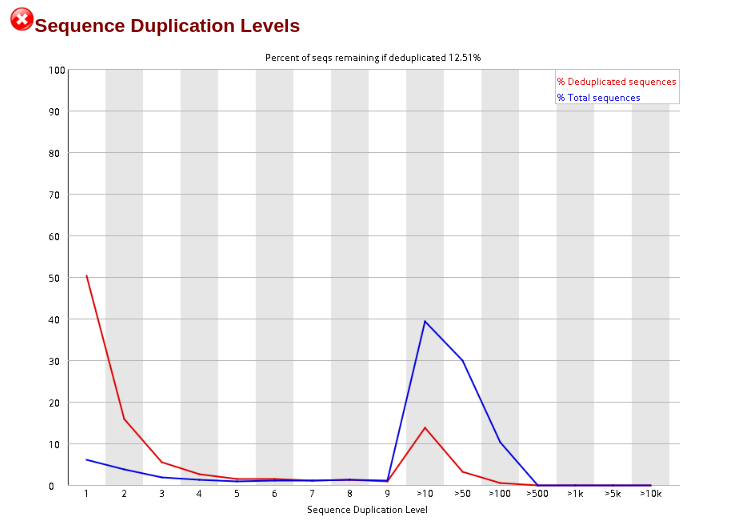 Sequence Duplication Levels
Percent of seqs remaining if deduplicated 12.51%
% Deduplicated sequences
% Total sequences
100
90
80
70
60
50
40
30
20
10
0
1 2 3 4 5 6 7 8 9 >10 >50 >100 >500 >1k >5k >10k
Sequence Duplication Level